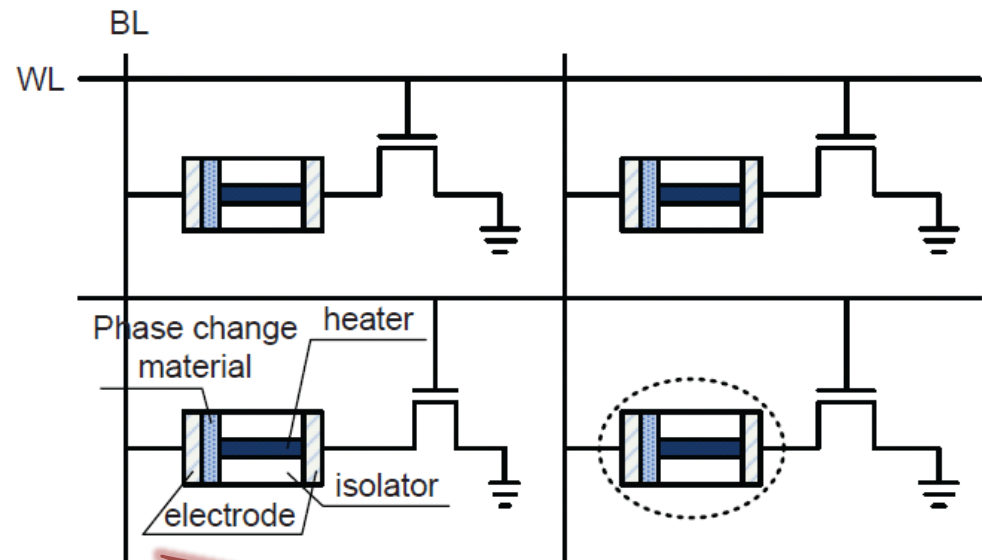 BL
WL
Phase change
material
heater
isolator
electrode